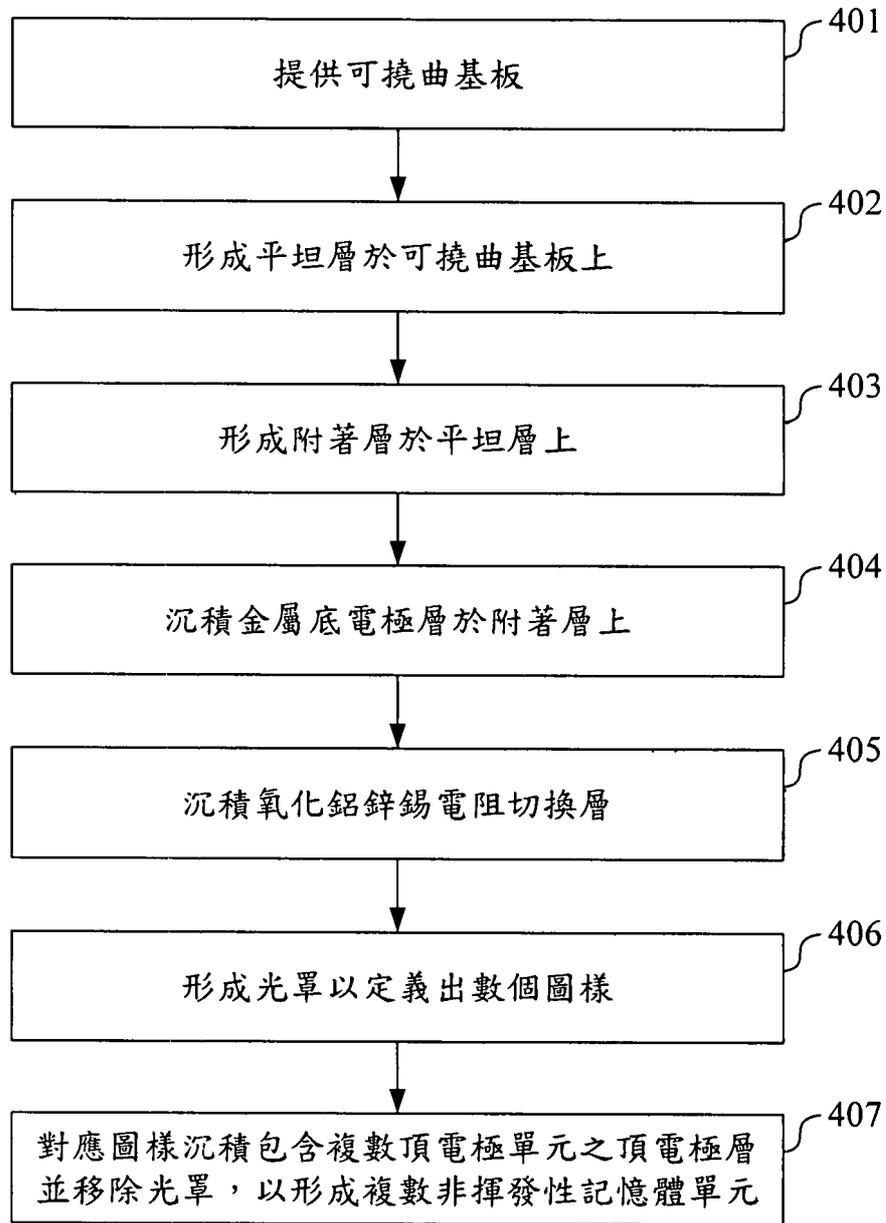 401
提供可撓曲基板
402
形成平坦層於可撓曲基板上
403
形成附著層於平坦層上
404
沉積金屬底電極層於附著層上
405
沉積氧化鋁鋅錫電阻切換層
406
形成光罩以定義出數個圖樣
407
對應圖樣沉積包含複數頂電極單元之頂電極層
並移除光罩，以形成複數非揮發性記憶體單元